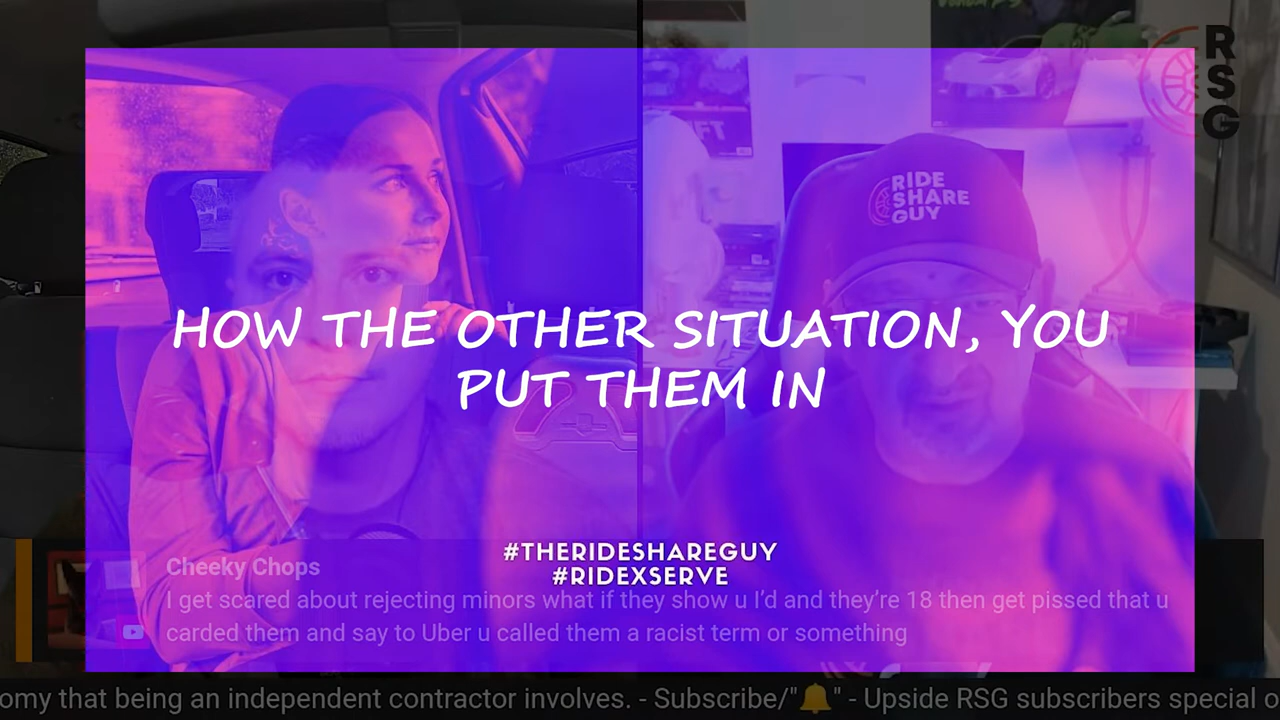 RSG
RIDE
SHARE
GUY
HOW THE OTHER SITUATION, YOU
PUT THEM IN
#THERIDESHAREGUY
#RIDEXSERVE
Cheeky Chops
I get scared about rejecting minors what if they show u I’d and they’re 18 then get pissed that u
carded them and say to Uber u called them a racist term or something
omy that being an independent contractor involves. - Subscribe/"🔔" - Upside RSG subscribers special o